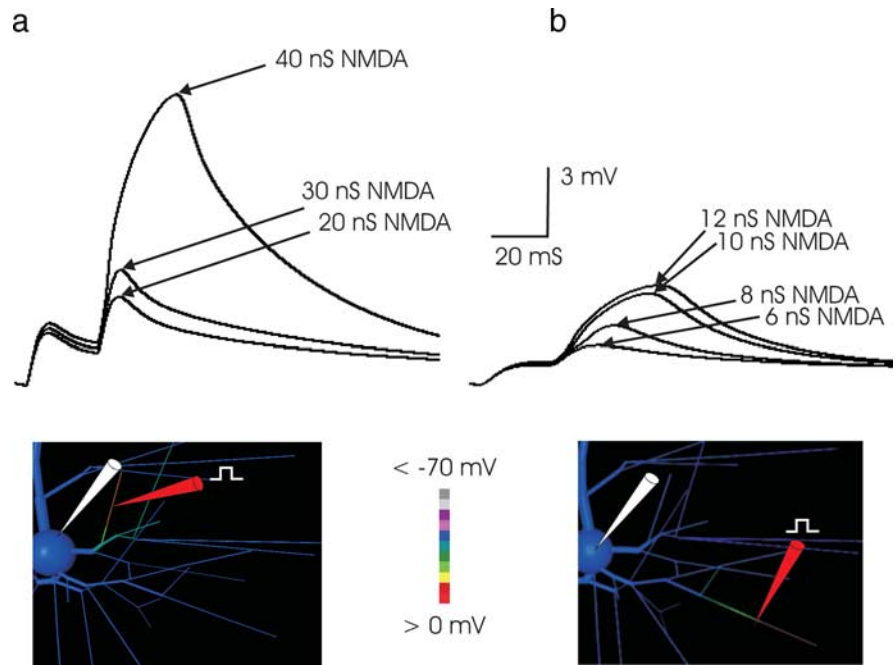 a
b
40 nS NMDA
30 nS NMDA
20 nS NMDA
3 mV
20 mS
12 nS NMDA
10 nS NMDA
8 nS NMDA
6 nS NMDA
< -70 mV
> 0 mV